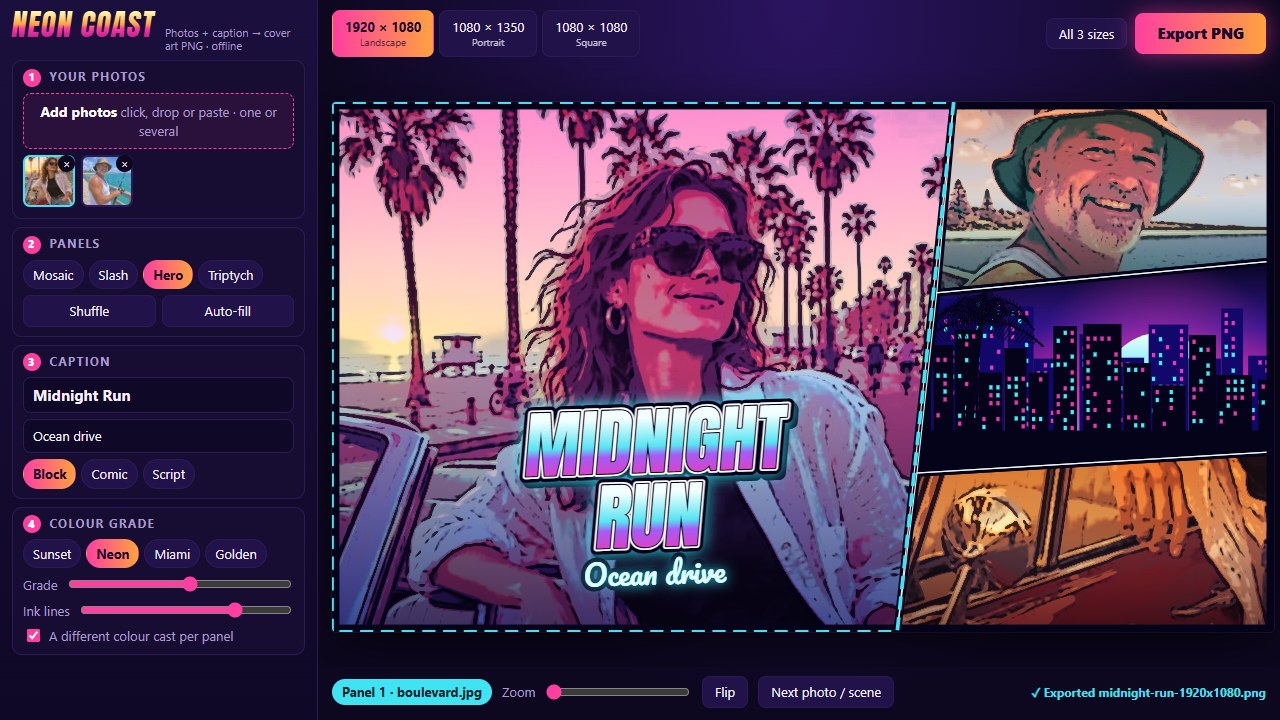 NEON COAST
Photos + caption → cover
art PNG · offline
1920 × 1080
Landscape
1080 × 1350
Portrait
1080 × 1080
Square
All 3 sizes
Export PNG
1 YOUR PHOTOS
Add photos click, drop or paste · one or
several
2 PANELS
Mosaic
Slash
Hero
Triptych
Shuffle
Auto-fill
3 CAPTION
Midnight Run
Ocean drive
Block
Comic
Script
4 COLOUR GRADE
Sunset
Neon
Miami
Golden
Grade
Ink lines
A different colour cast per panel
MIDNIGHT
RUN
Ocean drive
Panel 1 · boulevard.jpg
Zoom
Flip
Next photo / scene
✓ Exported midnight-run-1920x1080.png